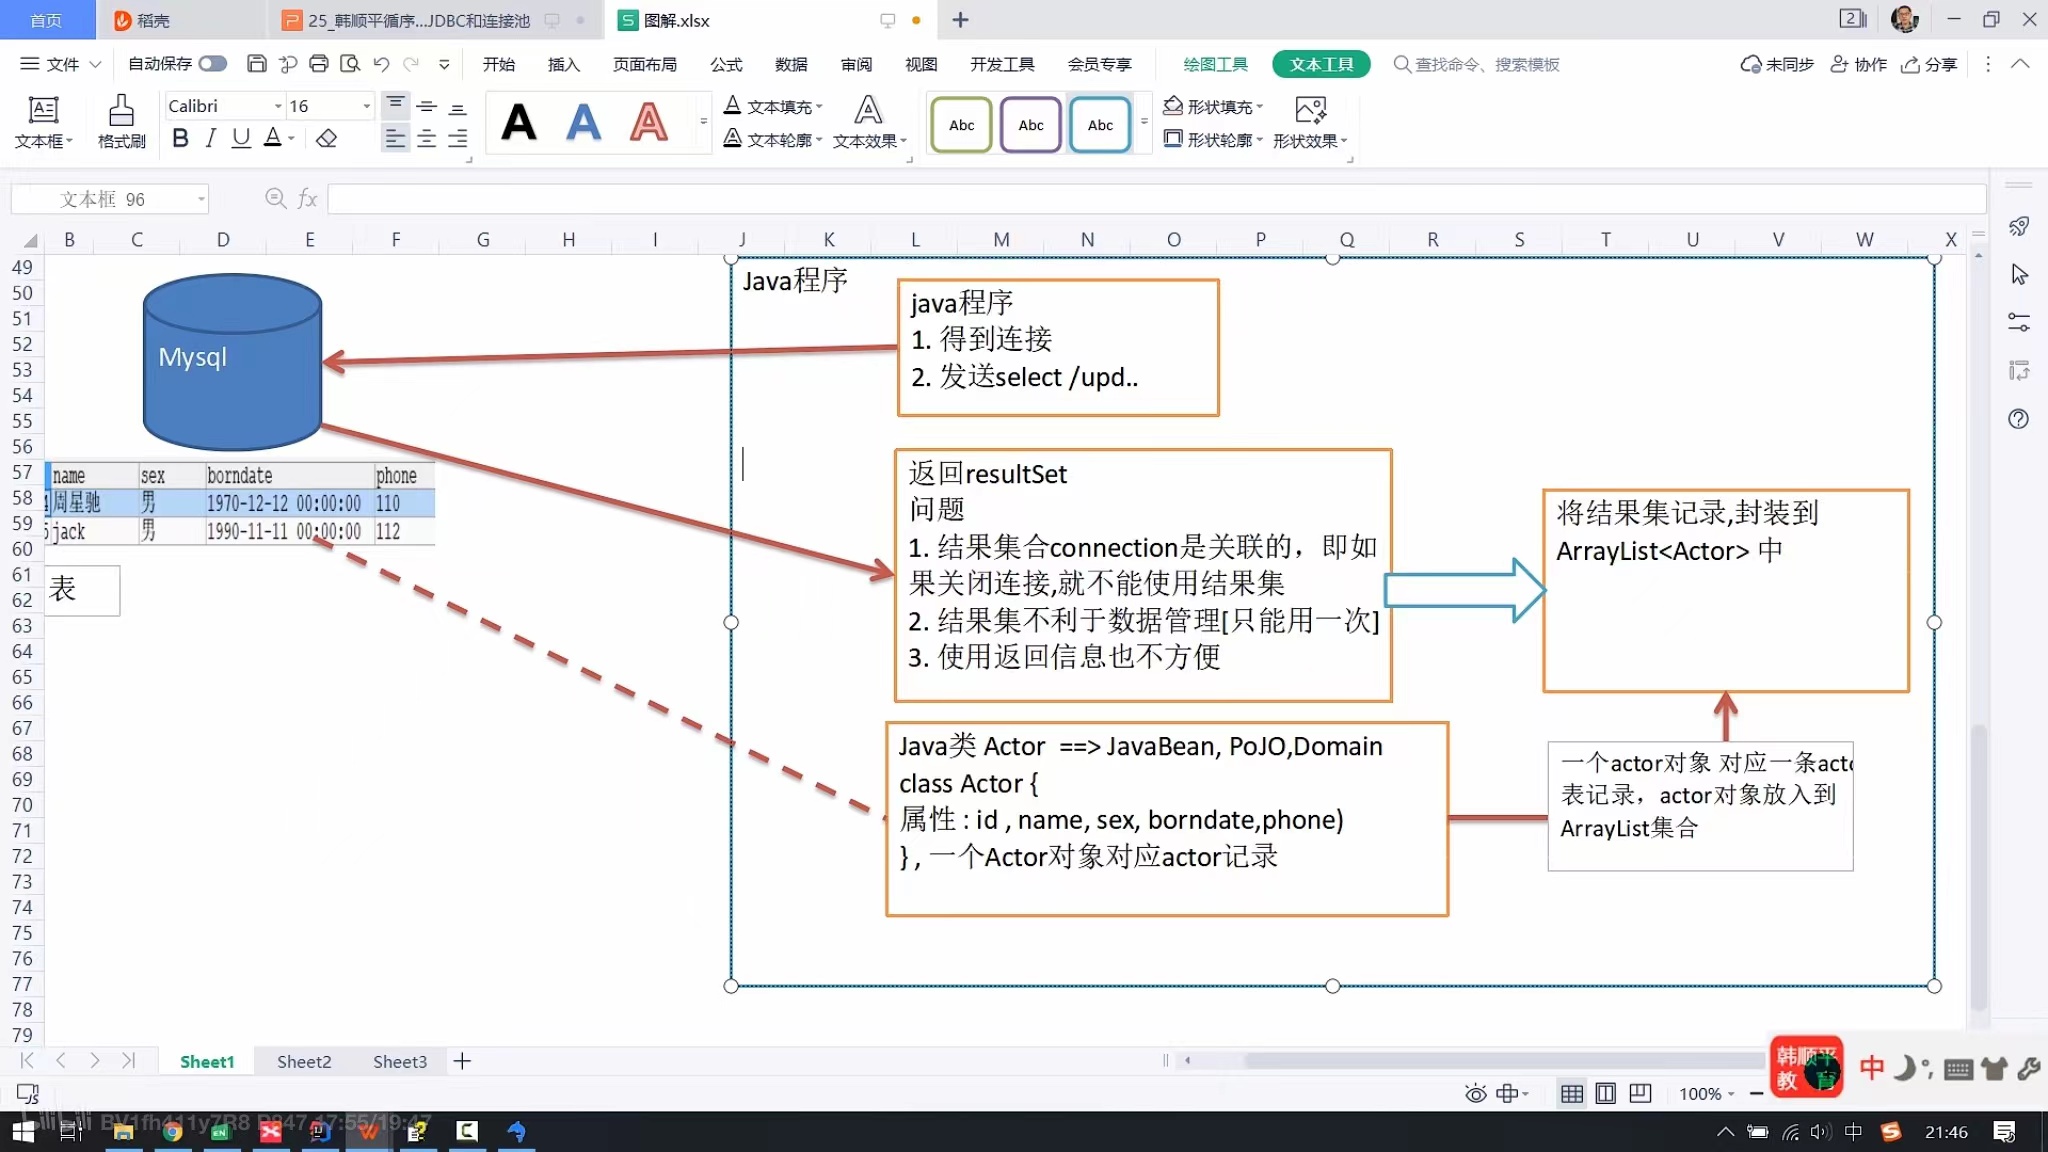 首页
稻壳
25_韩顺平循序...JDBC和连接池
图解.xlsx
文件
自动保存
开始
插入
页面布局
公式
数据
审阅
视图
开发工具
会员专享
绘图工具
文本工具
查找命令、搜索模板
未同步
协作
分享
文本框
格式刷
Calibri
16
文本填充
文本轮廓
文本效果
Abc
Abc
Abc
形状填充
形状轮廓
形状效果
文本框 96
fx
B C D E F G H I J K L M N O P Q R S T U V W X
49
50
51
52
53
54
55
56
57
58
59
60
61
62
63
64
65
66
67
68
69
70
71
72
73
74
75
76
77
78
79
Mysql
name sex borndate phone
周星驰 男 1970-12-12 00:00:00 110
jack 男 1990-11-11 00:00:00 112
表
Java程序
java程序
1. 得到连接
2. 发送select /upd..
返回resultSet
问题
1. 结果集合connection是关联的，即如
果关闭连接,就不能使用结果集
2. 结果集不利于数据管理[只能用一次]
3. 使用返回信息也不方便
将结果集记录,封装到
ArrayList<Actor> 中
Java类 Actor ==> JavaBean, PoJO,Domain
class Actor {
属性 : id , name, sex, borndate,phone)
} , 一个Actor对象对应actor记录
一个actor对象 对应一条acto
表记录，actor对象放入到
ArrayList集合
Sheet1
Sheet2
Sheet3
100%
韩顺平
教育
中
BV1fh411y7R8 P847 17:55/19:47
中
21:46